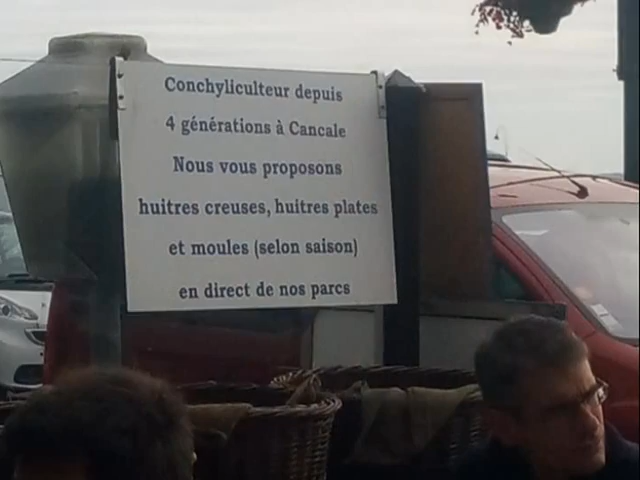 Conchyliculteur depuis
4 générations à Cancale
Nous vous proposons
huitres creuses, huitres plates
et moules (selon saison)
en direct de nos parcs